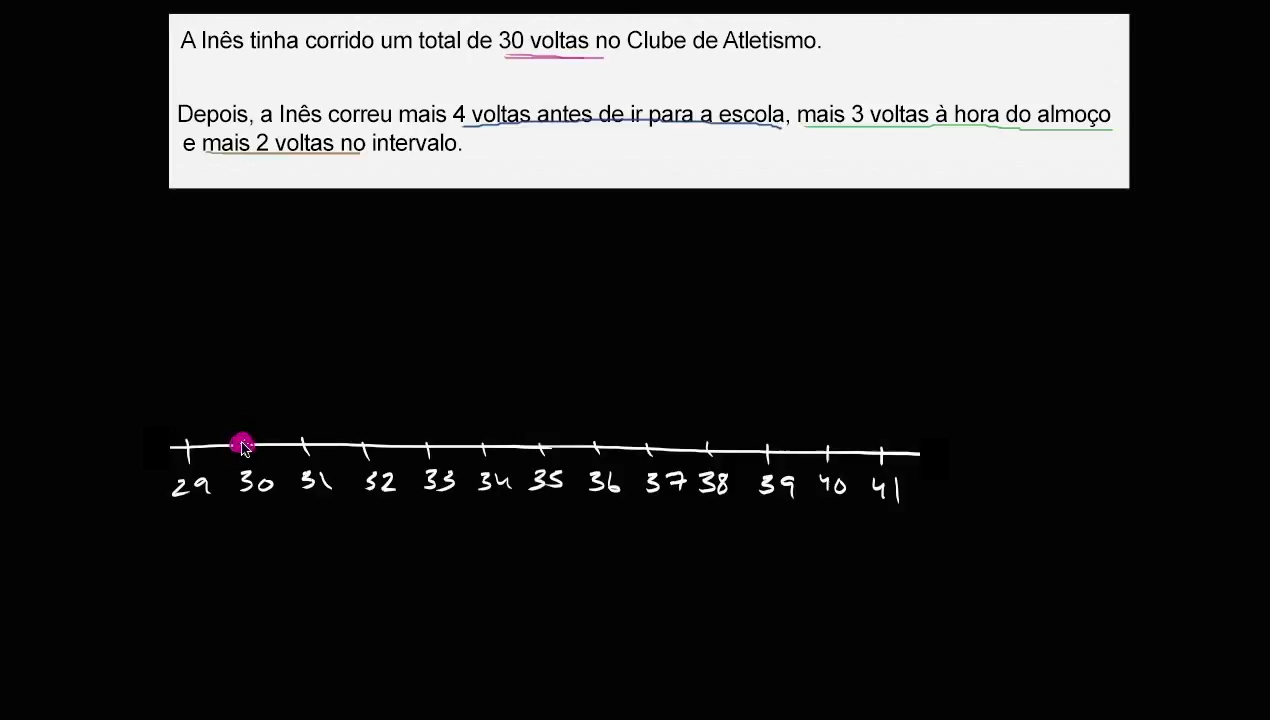 A Inês tinha corrido um total de 30 voltas no Clube de Atletismo.
Depois, a Inês correu mais 4 voltas antes de ir para a escola, mais 3 voltas à hora do almoço
e mais 2 voltas no intervalo.
29 30 31 32 33 34 35 36 37 38 39 40 41